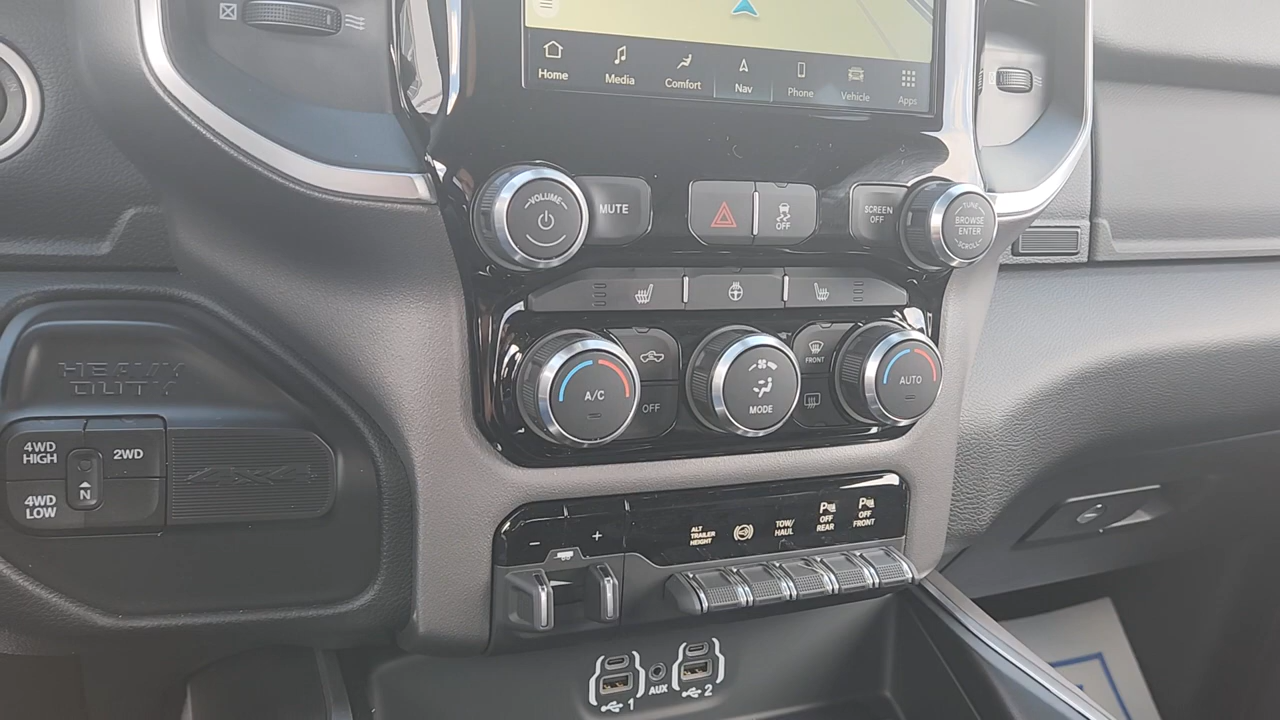 Home
Media
Comfort
Nav
Phone
Vehicle
Apps
VOLUME
MUTE
OFF
SCREEN
OFF
TUNE
BROWSE
ENTER
SCROLL
A/C
OFF
MODE
FRONT
AUTO
HEAVY
DUTY
4WD
HIGH
2WD
4WD
LOW
N
4x4
ALT
TRAILER
HEIGHT
TOW/
HAUL
P
OFF
REAR
P
OFF
FRONT
- +
1
AUX
2